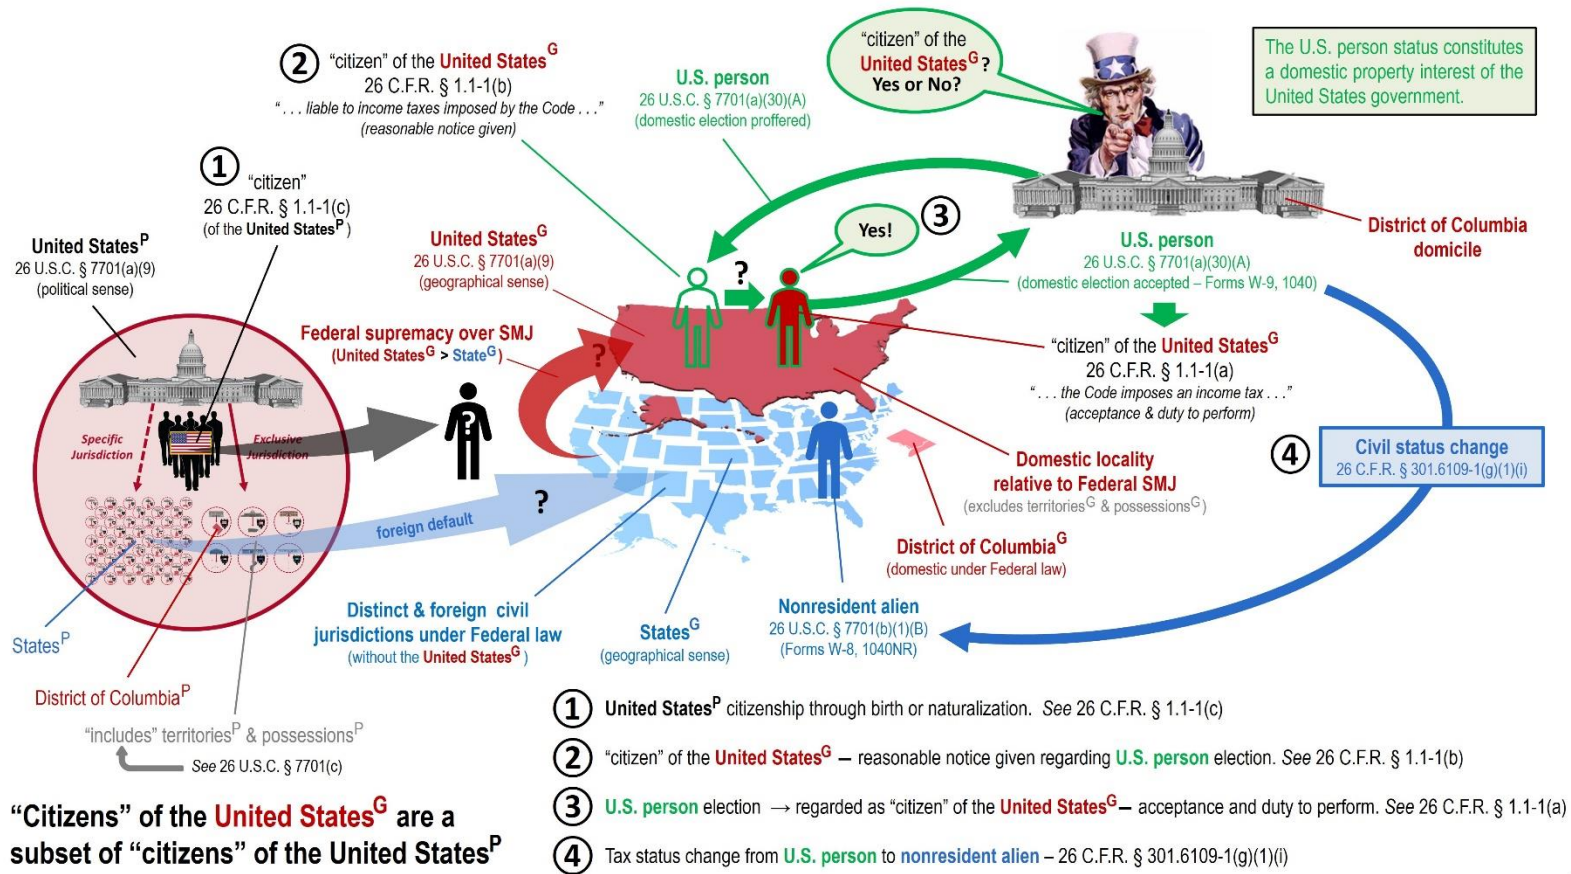 ② "citizen" of the United StatesG
26 C.F.R. § 1.1-1(b)
". . . liable to income taxes imposed by the Code . . ."
(reasonable notice given)
U.S. person
26 U.S.C. § 7701(a)(30)(A)
(domestic election proffered)
"citizen" of the
United StatesG ?
Yes or No?
The U.S. person status constitutes
a domestic property interest of the
United States government.
① "citizen"
26 C.F.R. § 1.1-1(c)
(of the United StatesP)
United StatesP
26 U.S.C. § 7701(a)(9)
(political sense)
United StatesG
26 U.S.C. § 7701(a)(9)
(geographical sense)
Yes!
③
?
District of Columbia
domicile
U.S. person
26 U.S.C. § 7701(a)(30)(A)
(domestic election accepted – Forms W-9, 1040)
Federal supremacy over SMJ
(United StatesG > StateG)
?
?
"citizen" of the United StatesG
26 C.F.R. § 1.1-1(a)
". . . the Code imposes an income tax . . ."
(acceptance & duty to perform)
Specific
Jurisdiction
Exclusive
Jurisdiction
④
Civil status change
26 C.F.R. § 301.6109-1(g)(1)(i)
Domestic locality
relative to Federal SMJ
(excludes territoriesG & possessionsG)
foreign default
?
District of ColumbiaG
(domestic under Federal law)
StatesP
Distinct & foreign civil
jurisdictions under Federal law
(without the United StatesG )
StatesG
(geographical sense)
Nonresident alien
26 U.S.C. § 7701(b)(1)(B)
(Forms W-8, 1040NR)
District of ColumbiaP
"includes" territoriesP & possessionsP
See 26 U.S.C. § 7701(c)
"Citizens" of the United StatesG are a
subset of "citizens" of the United StatesP
① United StatesP citizenship through birth or naturalization. See 26 C.F.R. § 1.1-1(c)
② "citizen" of the United StatesG – reasonable notice given regarding U.S. person election. See 26 C.F.R. § 1.1-1(b)
③ U.S. person election → regarded as "citizen" of the United StatesG – acceptance and duty to perform. See 26 C.F.R. § 1.1-1(a)
④ Tax status change from U.S. person to nonresident alien – 26 C.F.R. § 301.6109-1(g)(1)(i)